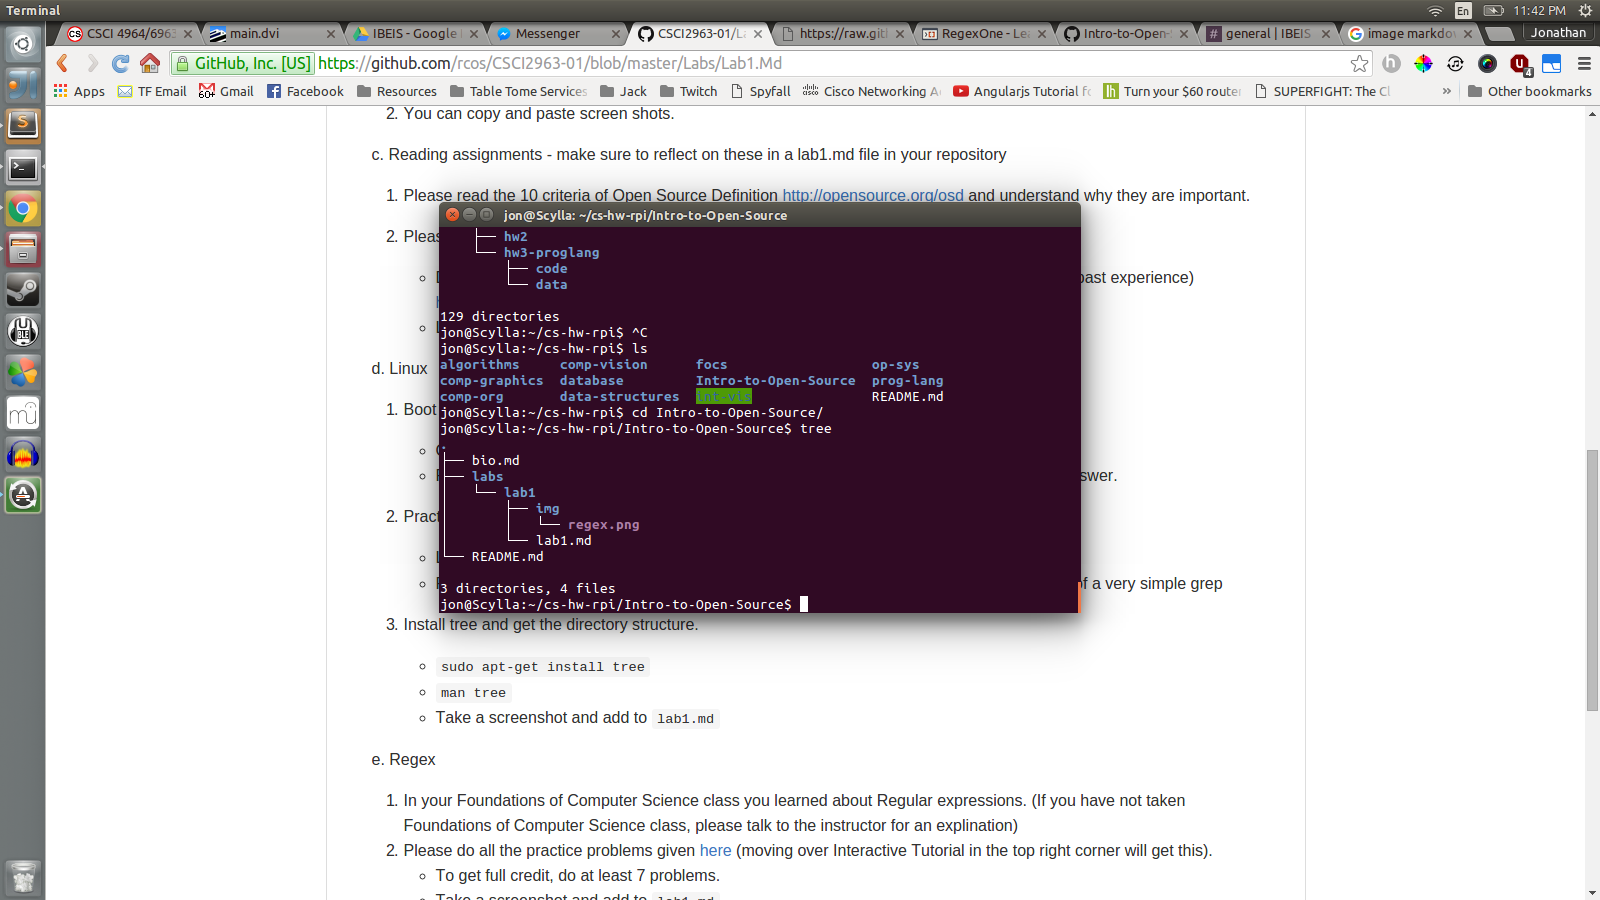 Terminal
En
11:42 PM
CSCI 4964/696
main.dvi
IBEIS - Google
Messenger
CSCI2963-01/La
https://raw.git
RegexOne - Lea
Intro-to-Open-
general | IBEIS
image markdow
Jonathan
GitHub, Inc. [US] https://github.com/rcos/CSCI2963-01/blob/master/Labs/Lab1.Md
Apps
TF Email
Gmail
Facebook
Resources
Table Tome Services
Jack
Twitch
Spyfall
Cisco Networking A
Angularjs Tutorial fo
Turn your $60 router
SUPERFIGHT: The Cl
»
Other bookmarks
2. You can copy and paste screen shots.
c. Reading assignments - make sure to reflect on these in a lab1.md file in your repository
1. Please read the 10 criteria of Open Source Definition http://opensource.org/osd and understand why they are important.
jon@Scylla: ~/cs-hw-rpi/Intro-to-Open-Source
2. Pleas
past experience)
d. Linux
1. Boot
swer.
2. Pract
of a very simple grep
hw2
hw3-proglang
code
data
129 directories
jon@Scylla:~/cs-hw-rpi$ ^C
jon@Scylla:~/cs-hw-rpi$ ls
algorithms comp-vision focs op-sys
comp-graphics database Intro-to-Open-Source prog-lang
comp-org data-structures int-vis README.md
jon@Scylla:~/cs-hw-rpi$ cd Intro-to-Open-Source/
jon@Scylla:~/cs-hw-rpi/Intro-to-Open-Source$ tree
.
├── bio.md
├── labs
│   └── lab1
│       ├── img
│       │   └── regex.png
│       └── lab1.md
└── README.md
3 directories, 4 files
jon@Scylla:~/cs-hw-rpi/Intro-to-Open-Source$
3. Install tree and get the directory structure.
sudo apt-get install tree
man tree
Take a screenshot and add to lab1.md
e. Regex
1. In your Foundations of Computer Science class you learned about Regular expressions. (If you have not taken
Foundations of Computer Science class, please talk to the instructor for an explination)
2. Please do all the practice problems given here (moving over Interactive Tutorial in the top right corner will get this).
To get full credit, do at least 7 problems.
Take a screenshot and add to lab1.md